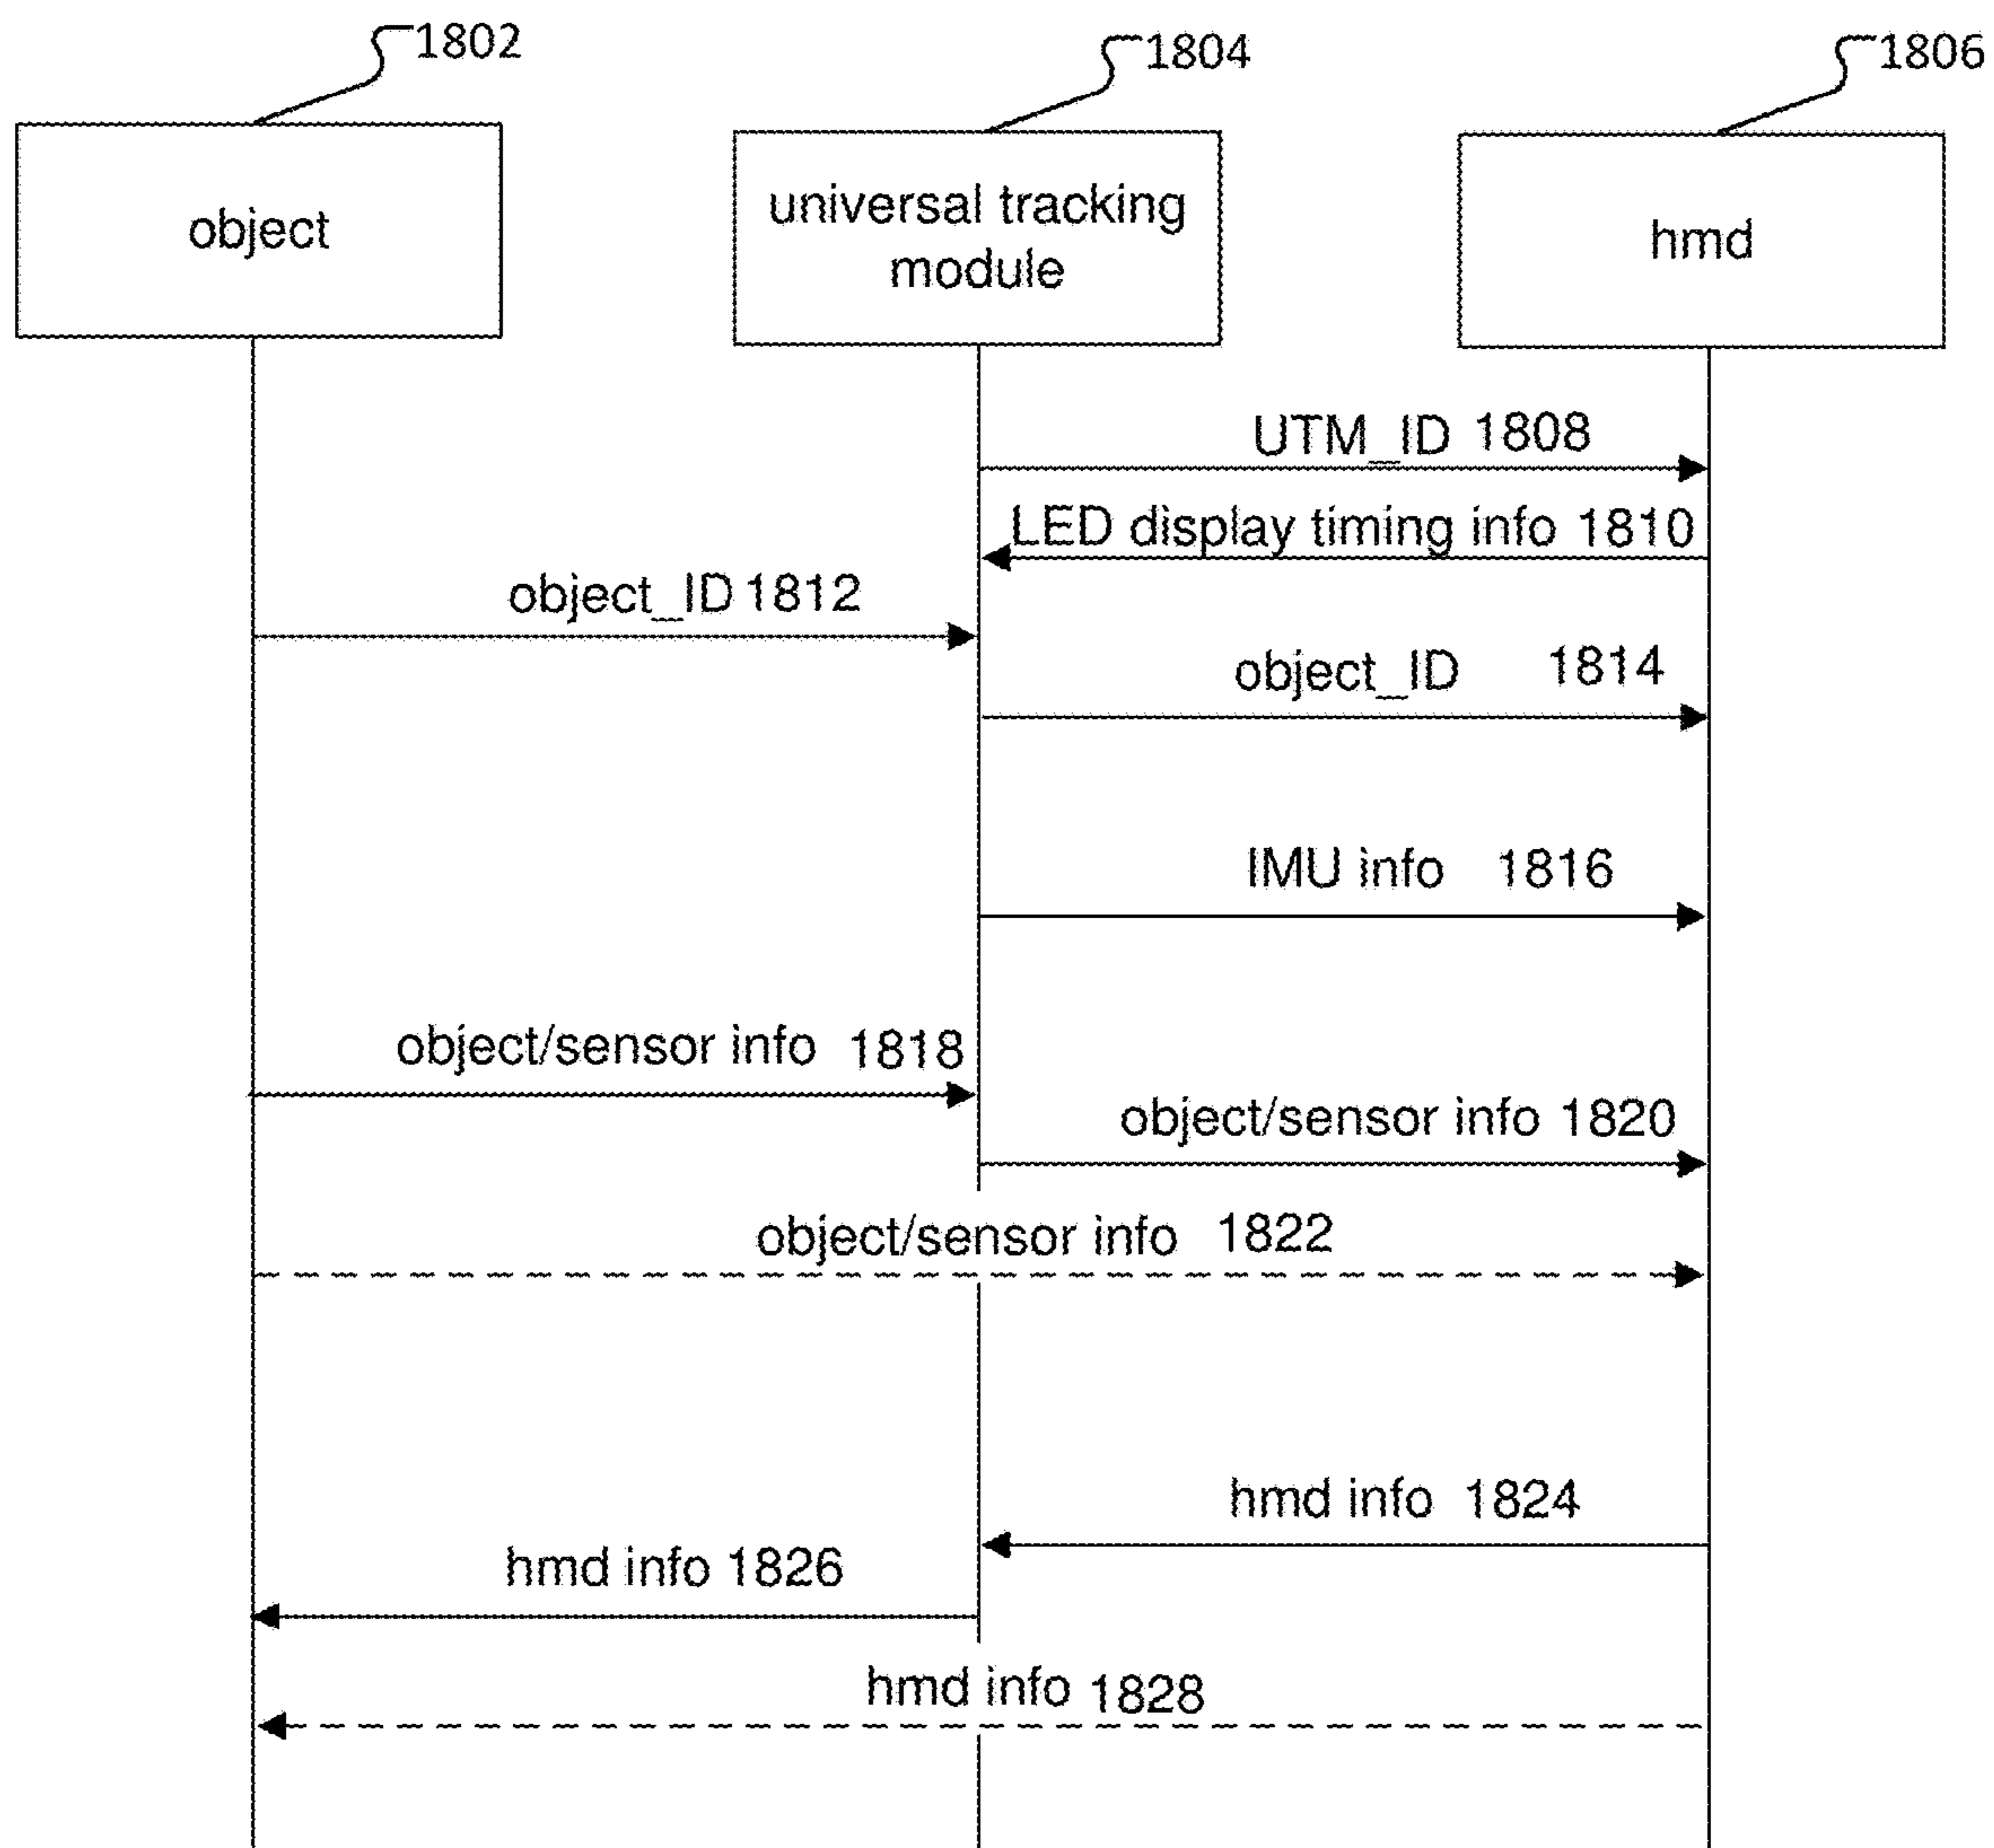 1802
1804
1806
object
universal tracking
module
hmd
UTM_ID 1808
LED display timing info 1810
object_ID 1812
object_ID 1814
IMU info 1816
object/sensor info 1818
object/sensor info 1820
object/sensor info 1822
hmd info 1824
hmd info 1826
hmd info 1828